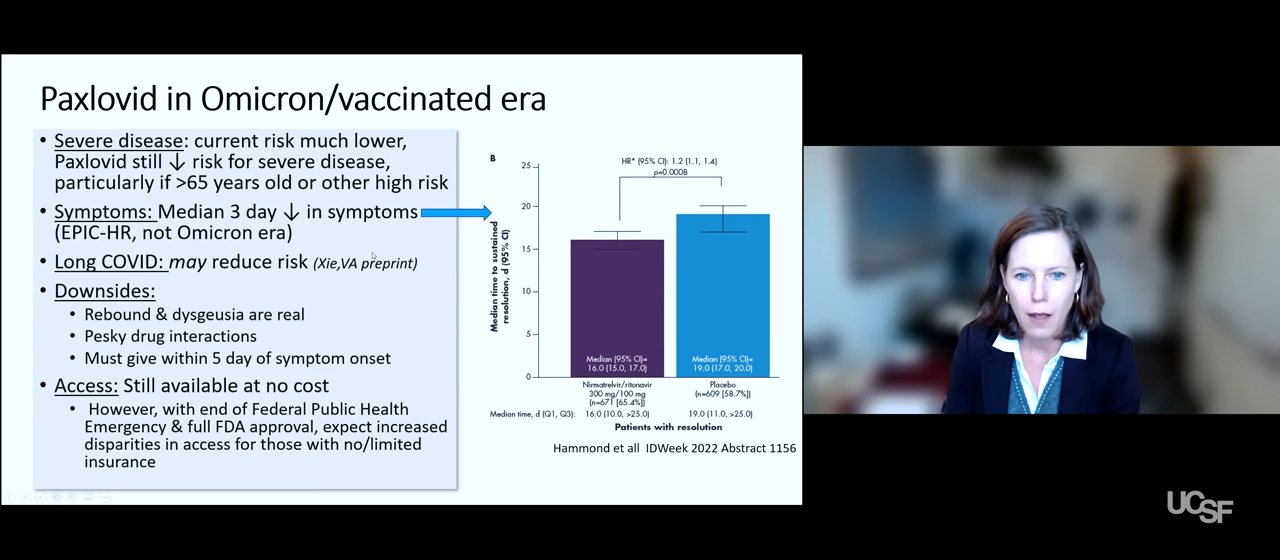 Paxlovid in Omicron/vaccinated era
• Severe disease: current risk much lower,
Paxlovid still ↓ risk for severe disease,
particularly if >65 years old or other high risk
• Symptoms: Median 3 day ↓ in symptoms
(EPIC-HR, not Omicron era)
• Long COVID: may reduce risk (Xie,VA preprint)
• Downsides:
• Rebound & dysgeusia are real
• Pesky drug interactions
• Must give within 5 day of symptom onset
• Access: Still available at no cost
• However, with end of Federal Public Health
Emergency & full FDA approval, expect increased
disparities in access for those with no/limited
insurance
B
HR* (95% CI): 1.2 (1.1, 1.4)
p=0.0008
Median time to sustained
resolution, d (95% CI)
25
20
15
10
5
0
Median (95% CI)=
16.0 (15.0, 17.0)
Median (95% CI)=
19.0 (17.0, 20.0)
Nirmatrelvir/ritonavir
300 mg/100 mg
(n=671 [65.4%])
Placebo
(n=609 [58.7%])
Median time, d (Q1, Q3): 16.0 (10.0, >25.0) 19.0 (11.0, >25.0)
Patients with resolution
Hammond et all IDWeek 2022 Abstract 1156
UCSF